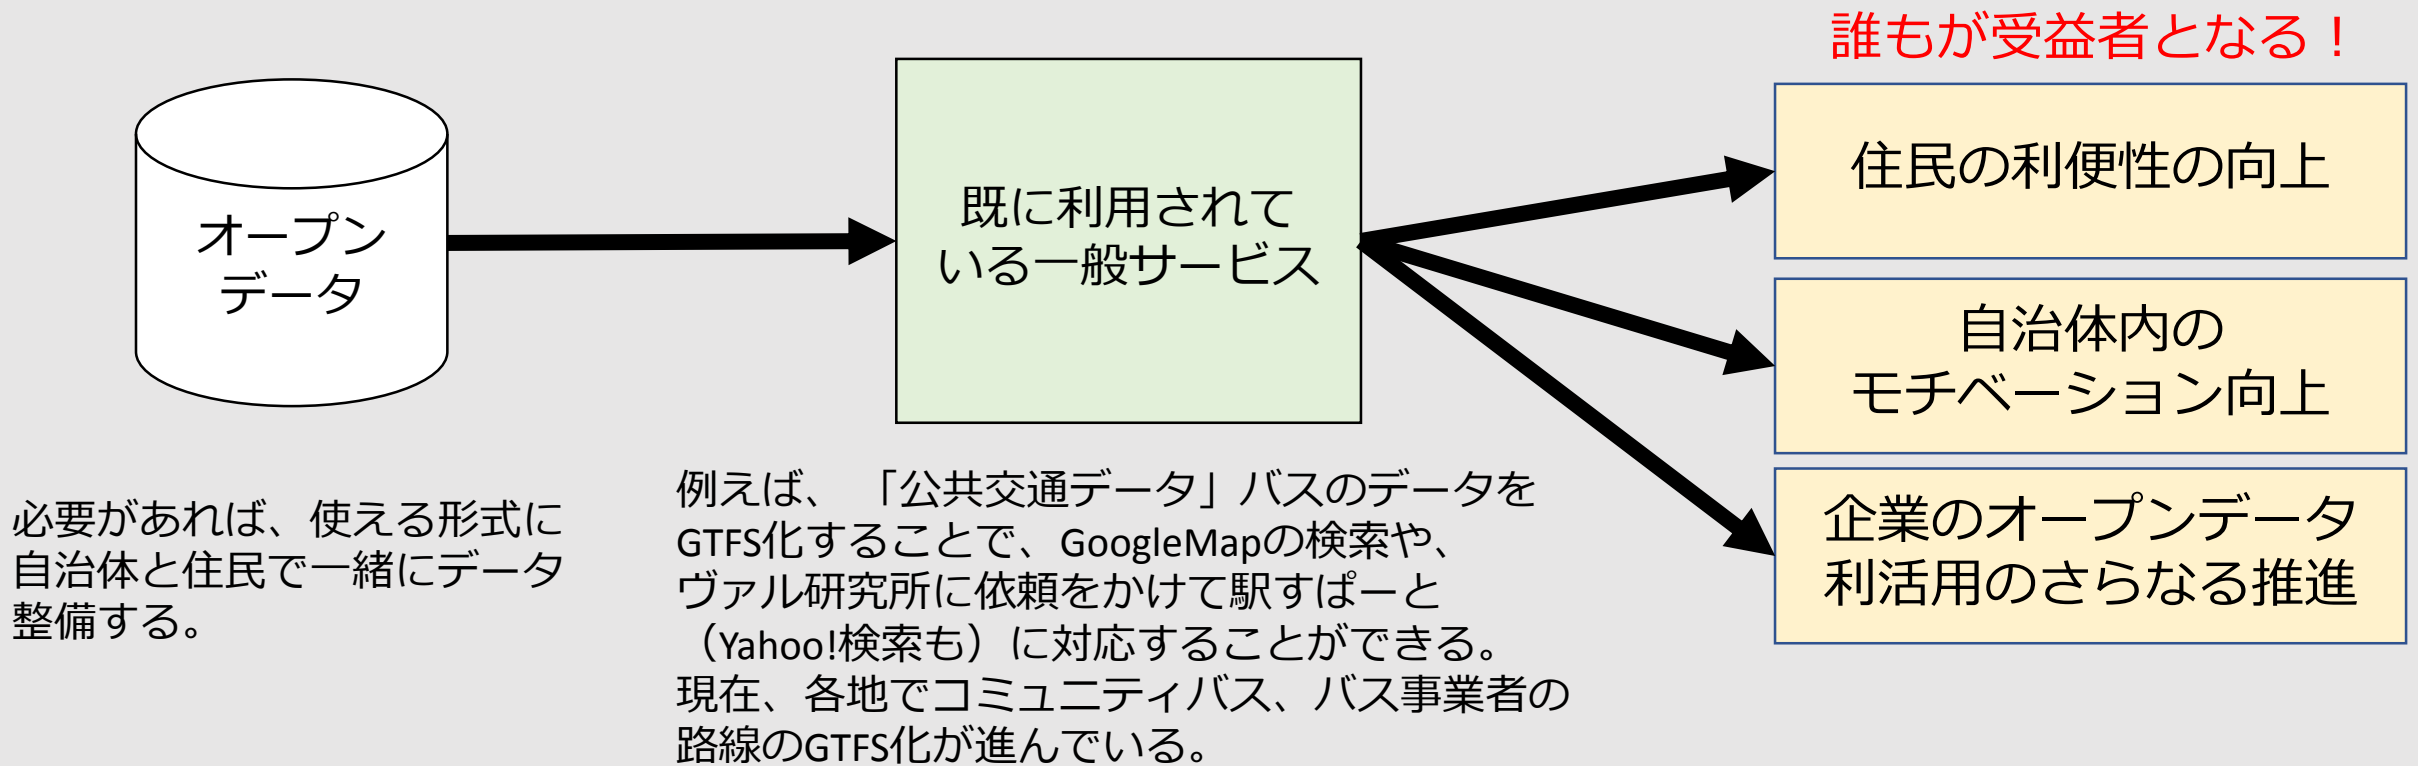 誰もが受益者となる！
オープン
データ
既に利用されて
いる一般サービス
住民の利便性の向上
自治体内の
モチベーション向上
企業のオープンデータ
利活用のさらなる推進
必要があれば、使える形式に
自治体と住民で一緒にデータ
整備する。
例えば、「公共交通データ」バスのデータを
GTFS化することで、GoogleMapの検索や、
ヴァル研究所に依頼をかけて駅すぱーと
（Yahoo!検索も）に対応することができる。
現在、各地でコミュニティバス、バス事業者の
路線のGTFS化が進んでいる。